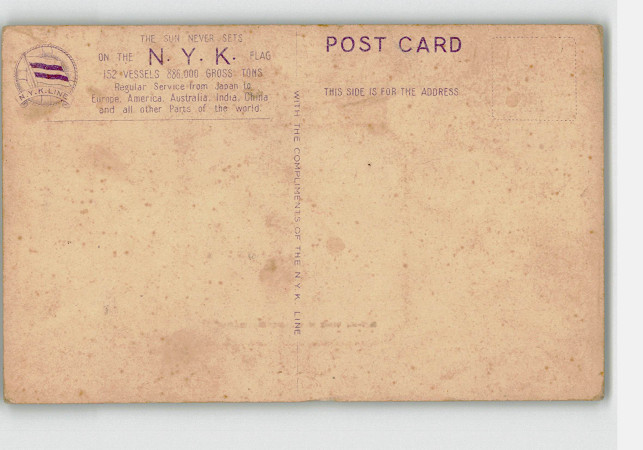 THE SUN NEVER SETS
ON THE N.Y.K. FLAG
152 VESSELS 886,000 GROSS TONS
Regular Service from Japan to
Europe, America, Australia, India, China
and all other Parts of the world.
N.Y.K. LINE
WITH THE COMPLIMENTS OF THE N.Y.K. LINE
POST CARD
THIS SIDE IS FOR THE ADDRESS